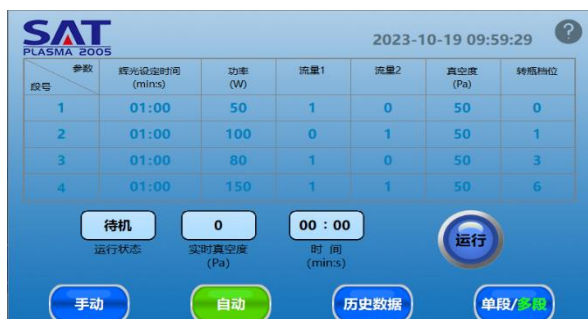 SAT
PLASMA 2005
2023-10-19 09:59:29
?
参数
段号
辉光设定时间
(min:s)
功率
(W)
流量1
流量2
真空度
(Pa)
转瓶档位
1 01:00 50 1 0 50 0
2 01:00 100 0 1 50 1
3 01:00 80 1 0 50 3
4 01:00 150 1 1 50 6
待机 0 00 : 00
运行状态
实时真空度
(Pa)
时 间
(min:s)
运行
手动 自动 历史数据 单段/多段